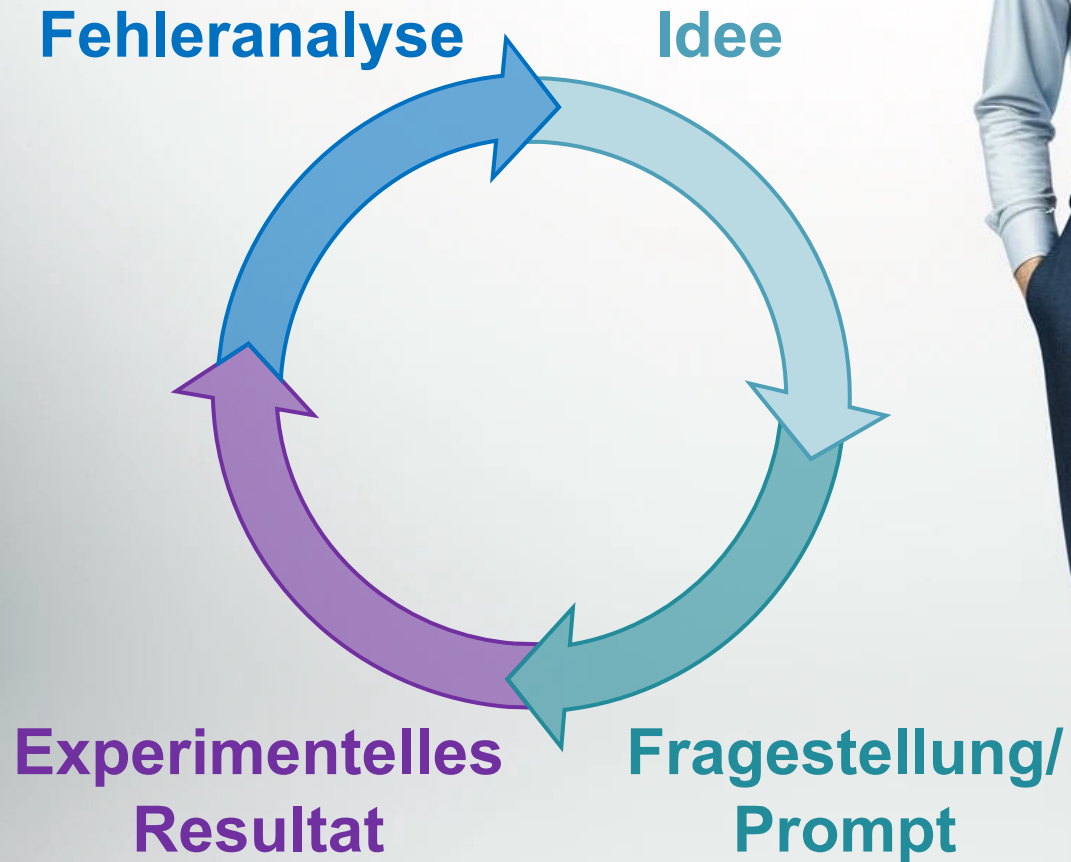 Fehleranalyse
Idee
Experimentelles
Resultat
Fragestellung/
Prompt